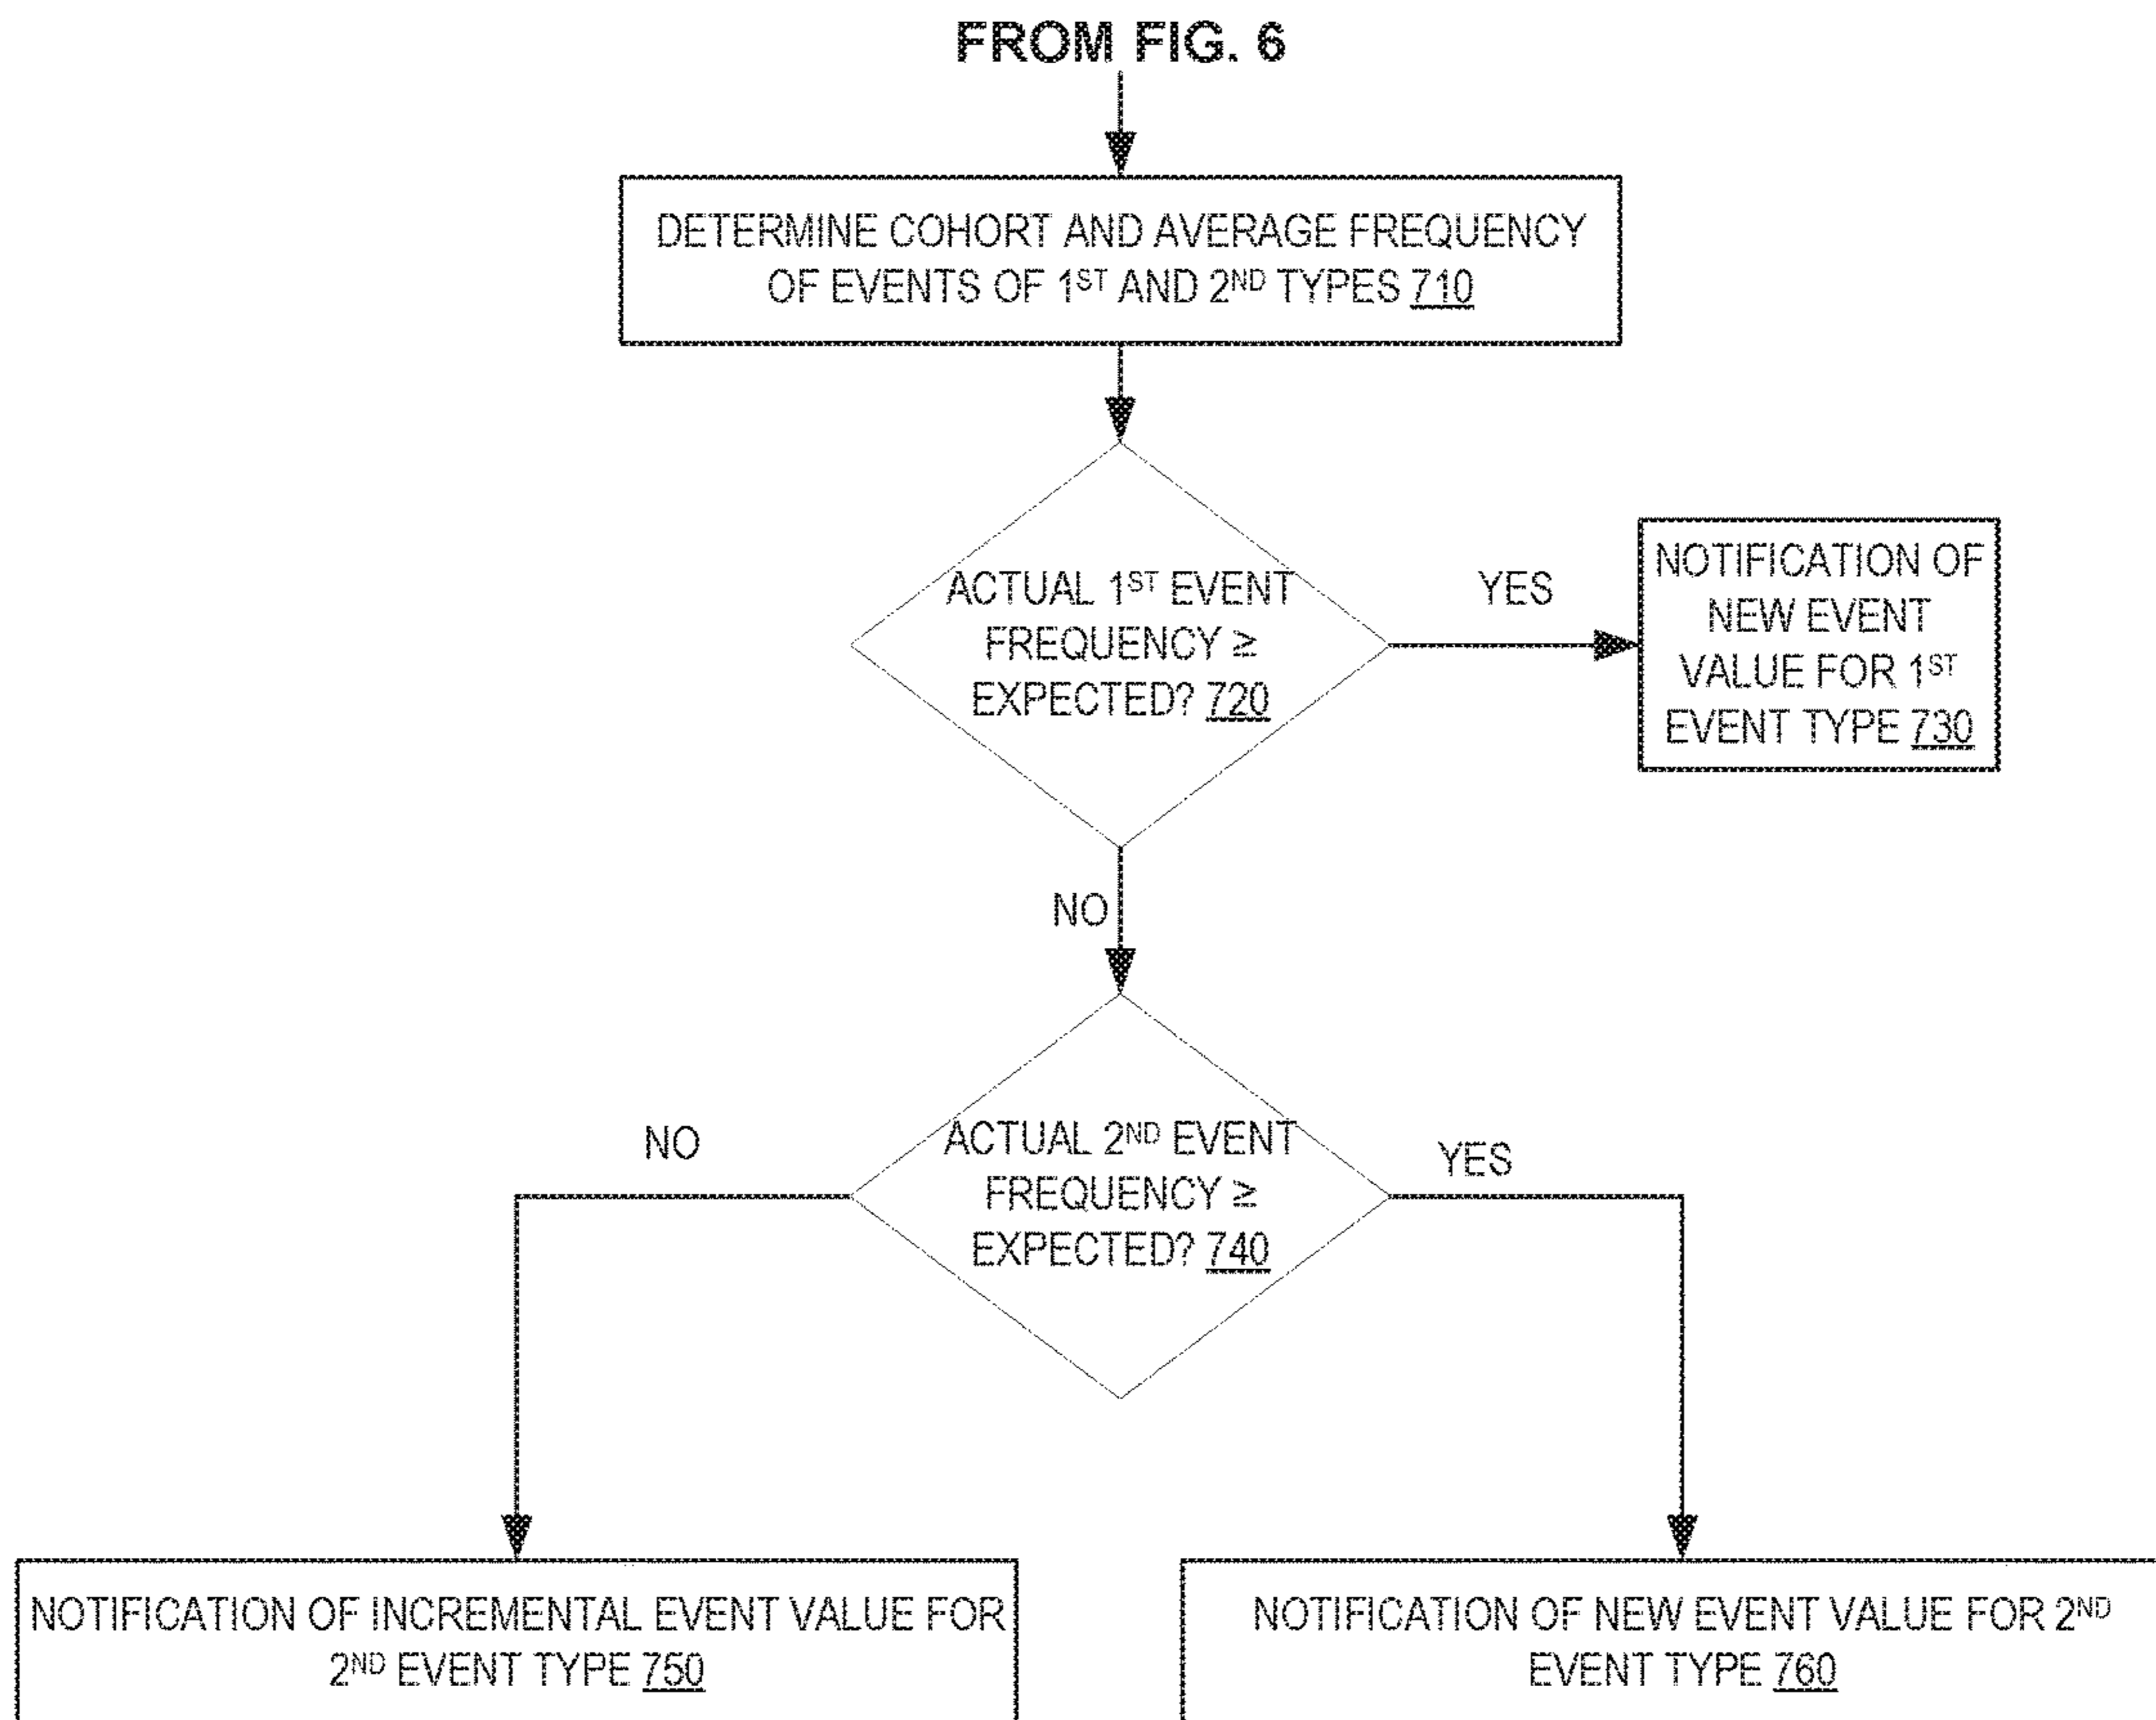 FROM FIG. 6
DETERMINE COHORT AND AVERAGE FREQUENCY
OF EVENTS OF 1ST AND 2ND TYPES 710
ACTUAL 1ST EVENT
FREQUENCY ≥
EXPECTED? 720
YES
NOTIFICATION OF
NEW EVENT
VALUE FOR 1ST
EVENT TYPE 730
NO
ACTUAL 2ND EVENT
FREQUENCY ≥
EXPECTED? 740
NO
YES
NOTIFICATION OF INCREMENTAL EVENT VALUE FOR
2ND EVENT TYPE 750
NOTIFICATION OF NEW EVENT VALUE FOR 2ND
EVENT TYPE 760